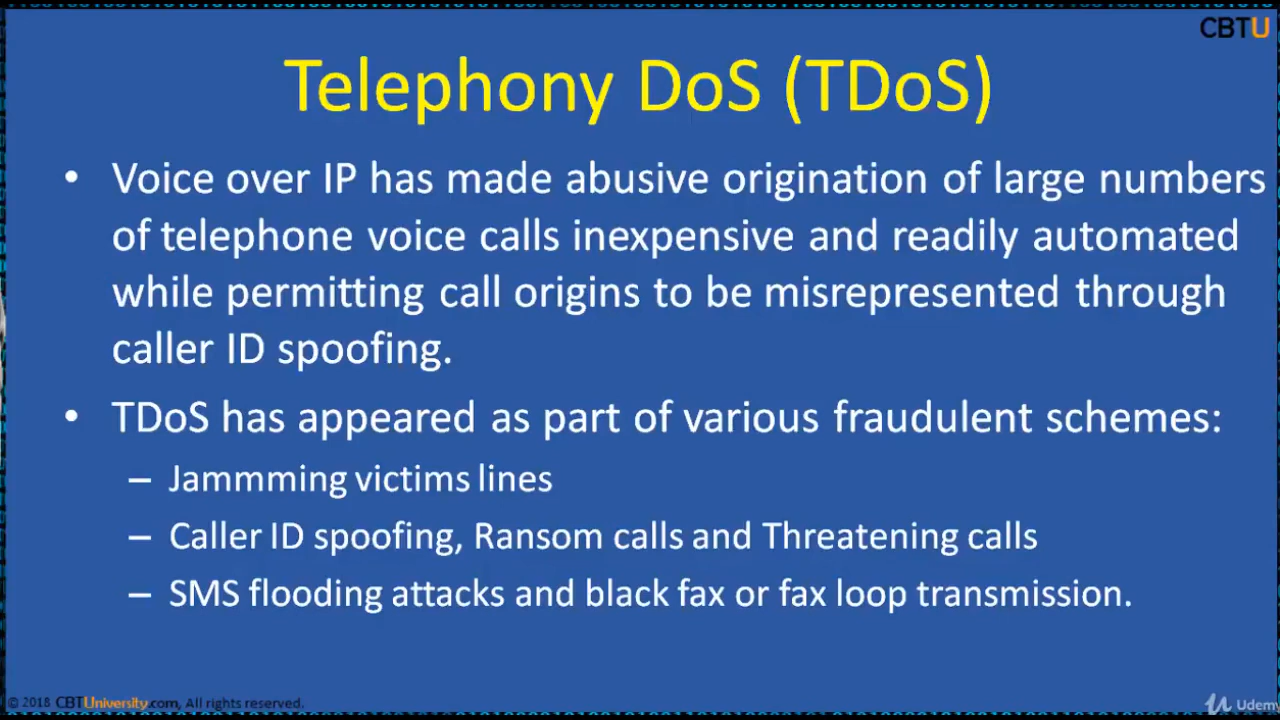 CBTU
Telephony DoS (TDoS)
• Voice over IP has made abusive origination of large numbers
of telephone voice calls inexpensive and readily automated
while permitting call origins to be misrepresented through
caller ID spoofing.
• TDoS has appeared as part of various fraudulent schemes:
– Jammming victims lines
– Caller ID spoofing, Ransom calls and Threatening calls
– SMS flooding attacks and black fax or fax loop transmission.
© 2018 CBTUniversity.com, All rights reserved.
Udemy